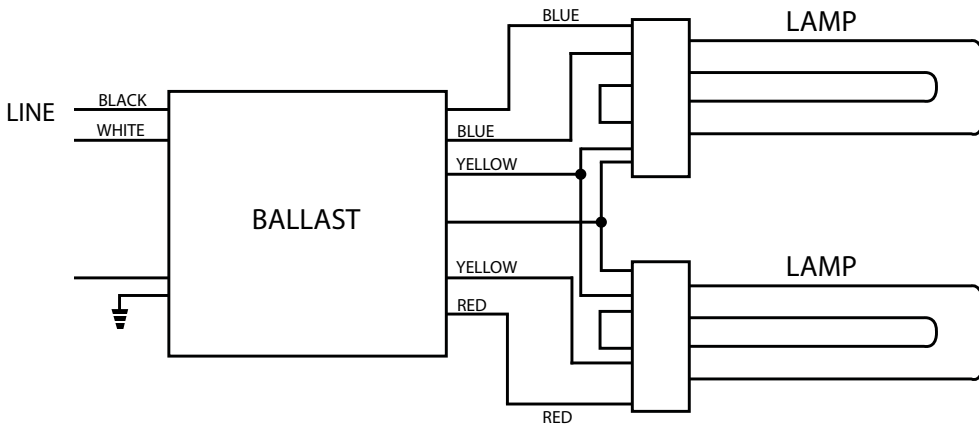 BLUE
LAMP
LINE
BLACK
WHITE
BLUE
YELLOW
BALLAST
YELLOW
LAMP
RED
RED